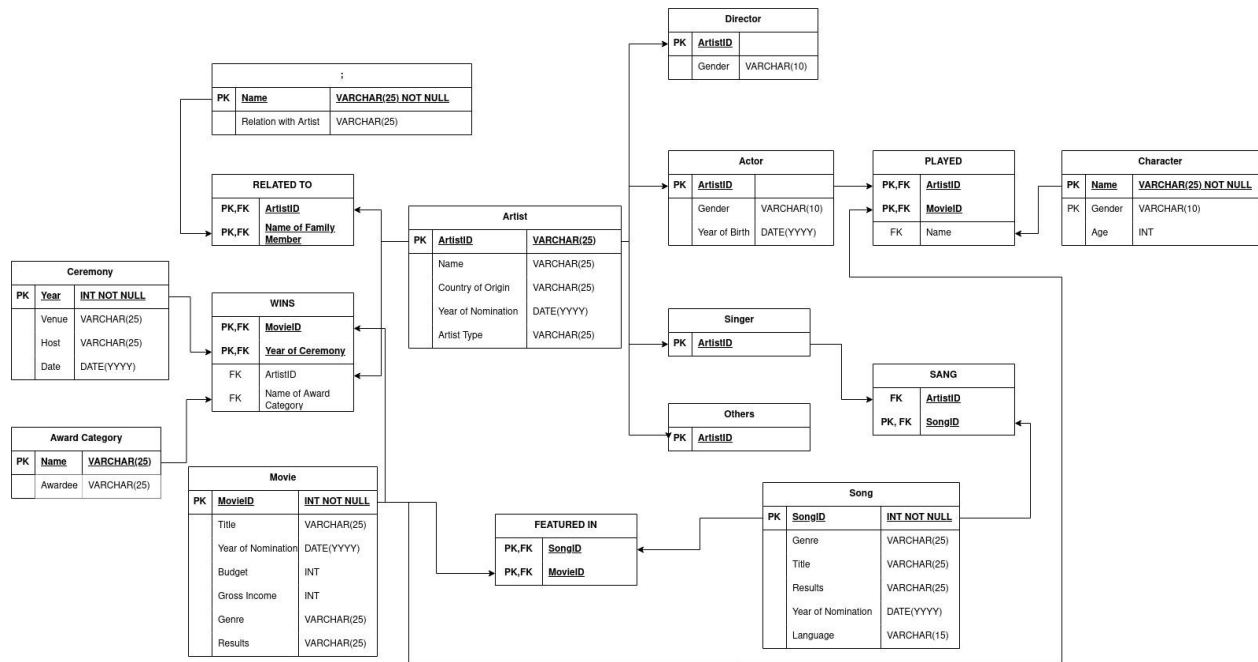 Director
PK ArtistID
Gender VARCHAR(10)
;
PK Name VARCHAR(25) NOT NULL
Relation with Artist VARCHAR(25)
RELATED TO
PK,FK ArtistID
PK,FK Name of Family
Member
Artist
PK ArtistID VARCHAR(25)
Name VARCHAR(25)
Country of Origin VARCHAR(25)
Year of Nomination DATE(YYYY)
Artist Type VARCHAR(25)
Actor
PK ArtistID
Gender VARCHAR(10)
Year of Birth DATE(YYYY)
PLAYED
PK,FK ArtistID
PK,FK MovieID
FK Name
Character
PK Name VARCHAR(25) NOT NULL
PK Gender VARCHAR(10)
Age INT
Ceremony
PK Year INT NOT NULL
Venue VARCHAR(25)
Host VARCHAR(25)
Date DATE(YYYY)
WINS
PK,FK MovieID
PK,FK Year of Ceremony
FK ArtistID
FK Name of Award
Category
Singer
PK ArtistID
SANG
FK ArtistID
PK, FK SongID
Others
PK ArtistID
Award Category
PK Name VARCHAR(25)
Awardee VARCHAR(25)
Movie
PK MovieID INT NOT NULL
Title VARCHAR(25)
Year of Nomination DATE(YYYY)
Budget INT
Gross Income INT
Genre VARCHAR(25)
Results VARCHAR(25)
FEATURED IN
PK,FK SongID
PK,FK MovieID
Song
PK SongID INT NOT NULL
Genre VARCHAR(25)
Title VARCHAR(25)
Results VARCHAR(25)
Year of Nomination DATE(YYYY)
Language VARCHAR(15)